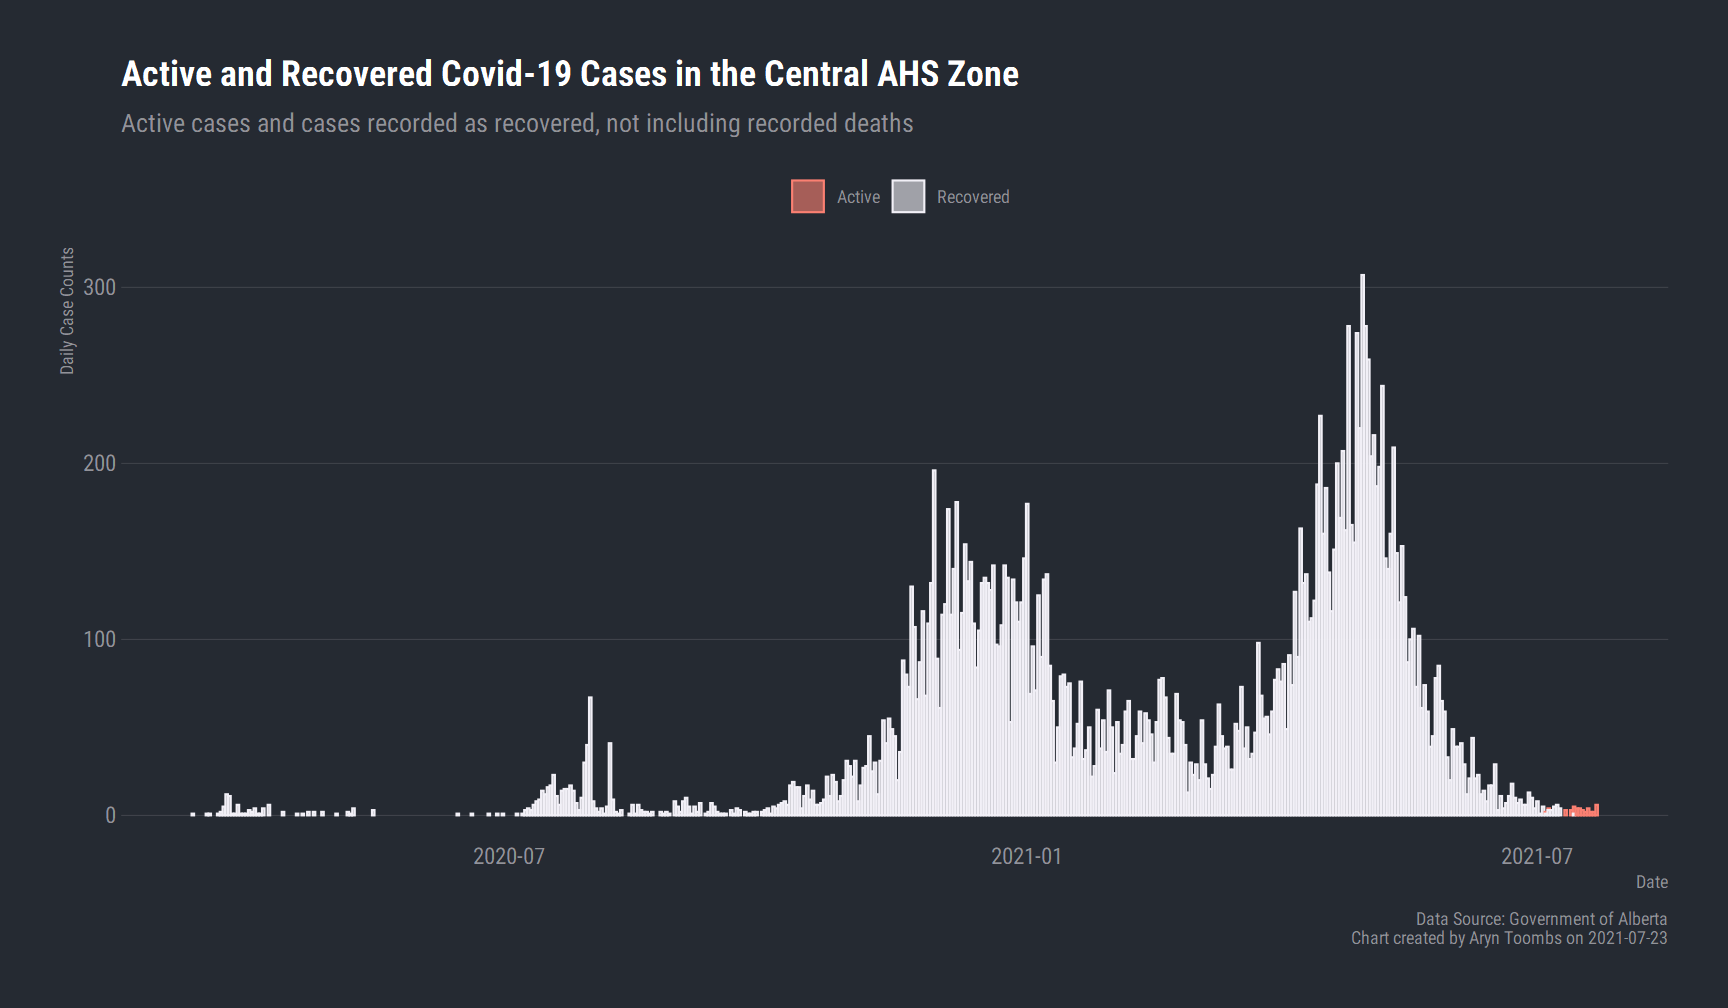 Active and Recovered Covid-19 Cases in the Central AHS Zone
Active cases and cases recorded as recovered, not including recorded deaths
Active
Recovered
Daily Case Counts
300
200
100
0
2020-07
2021-01
2021-07
Date
Data Source: Government of Alberta
Chart created by Aryn Toombs on 2021-07-23